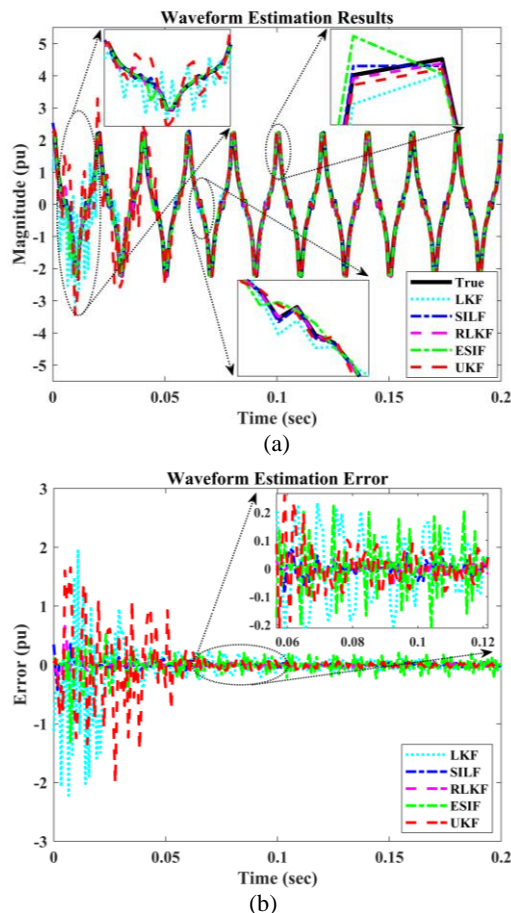 Waveform Estimation Results
5
4
3
2
1
0
-1
-2
-3
-4
-5
Magnitude (pu)
True
LKF
SILF
RLKF
ESIF
UKF
0
0.05
0.1
0.15
0.2
Time (sec)
(a)
Waveform Estimation Error
3
2
1
0
-1
-2
-3
Error (pu)
0.2
0.1
0
-0.1
-0.2
0.06
0.08
0.1
0.12
LKF
SILF
RLKF
ESIF
UKF
0
0.05
0.1
0.15
0.2
Time (sec)
(b)